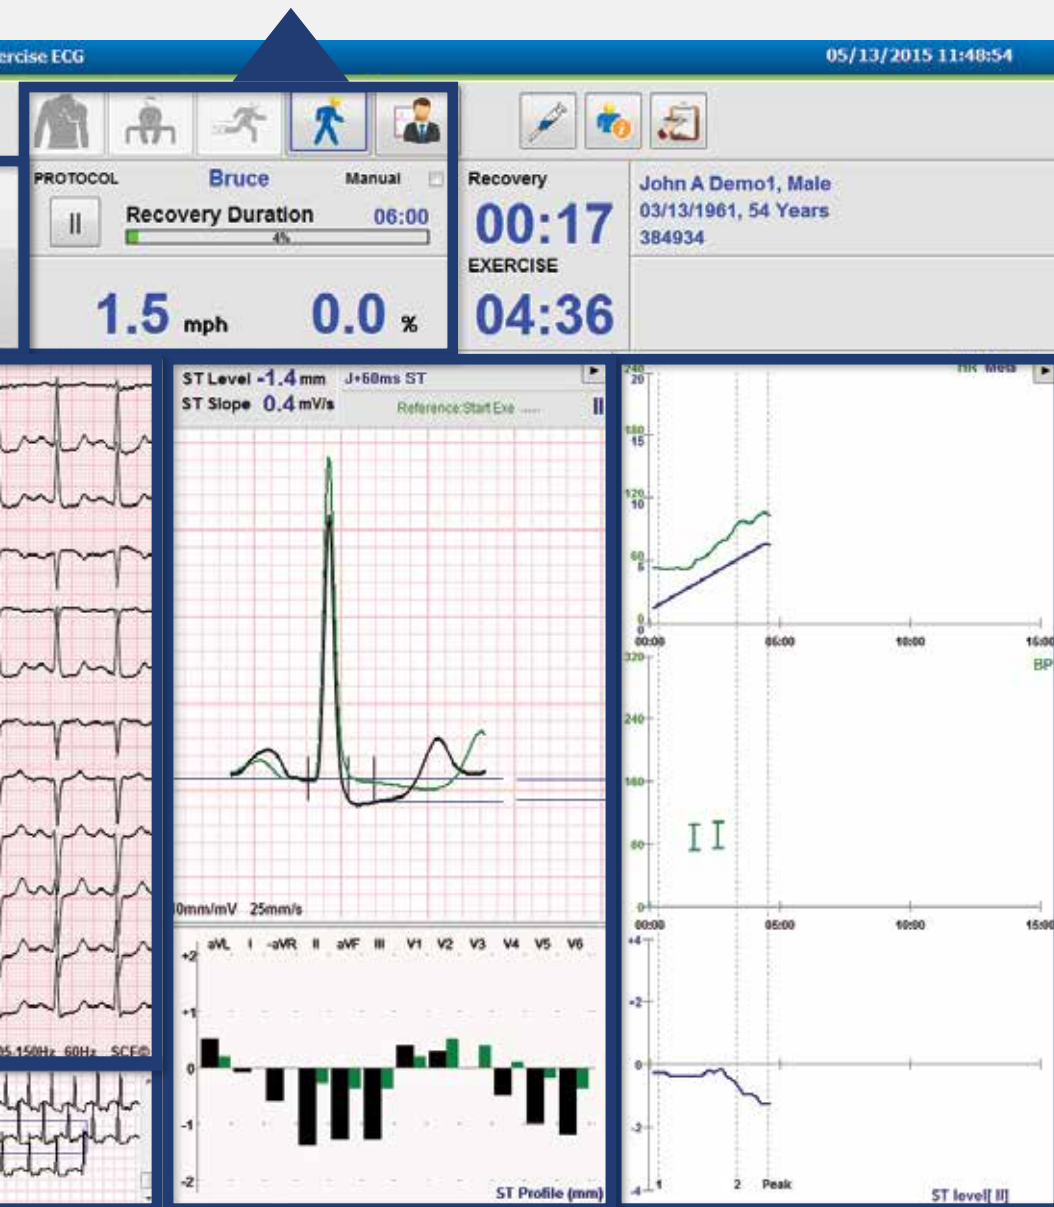 ercise ECG
05/13/2015 11:48:54
PROTOCOL Bruce Manual
Recovery Duration 06:00
4%
1.5 mph 0.0 %
Recovery
00:17
EXERCISE
04:36
John A Demo1, Male
03/13/1961, 54 Years
384934
ST Level -1.4 mm J+60ms ST
ST Slope 0.4 mV/s Reference:Start Exe
0mm/mV 25mm/s
aVL I -aVR II aVF III V1 V2 V3 V4 V5 V6
+2
+1
0
-1
-2
ST Profile (mm)
05.150Hz 60Hz SCF©
HR Mets
240
20
180
15
120
10
60
5
0
0
00:00 05:00 10:00 15:00
320
BP
240
160
80
0
00:00 05:00 10:00 15:00
+4
+2
0
-2
-4
1 2 Peak
ST level[ II]